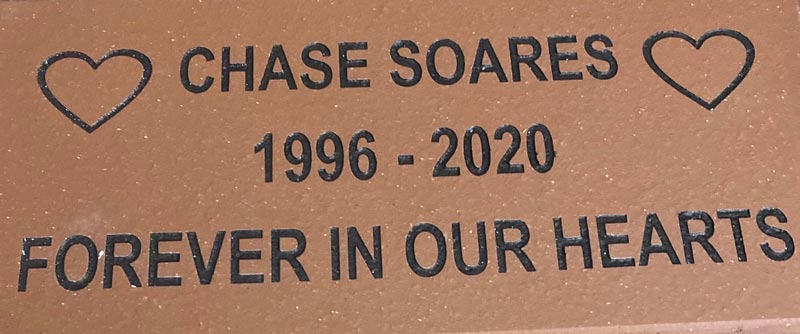 CHASE SOARES
1996 - 2020
FOREVER IN OUR HEARTS